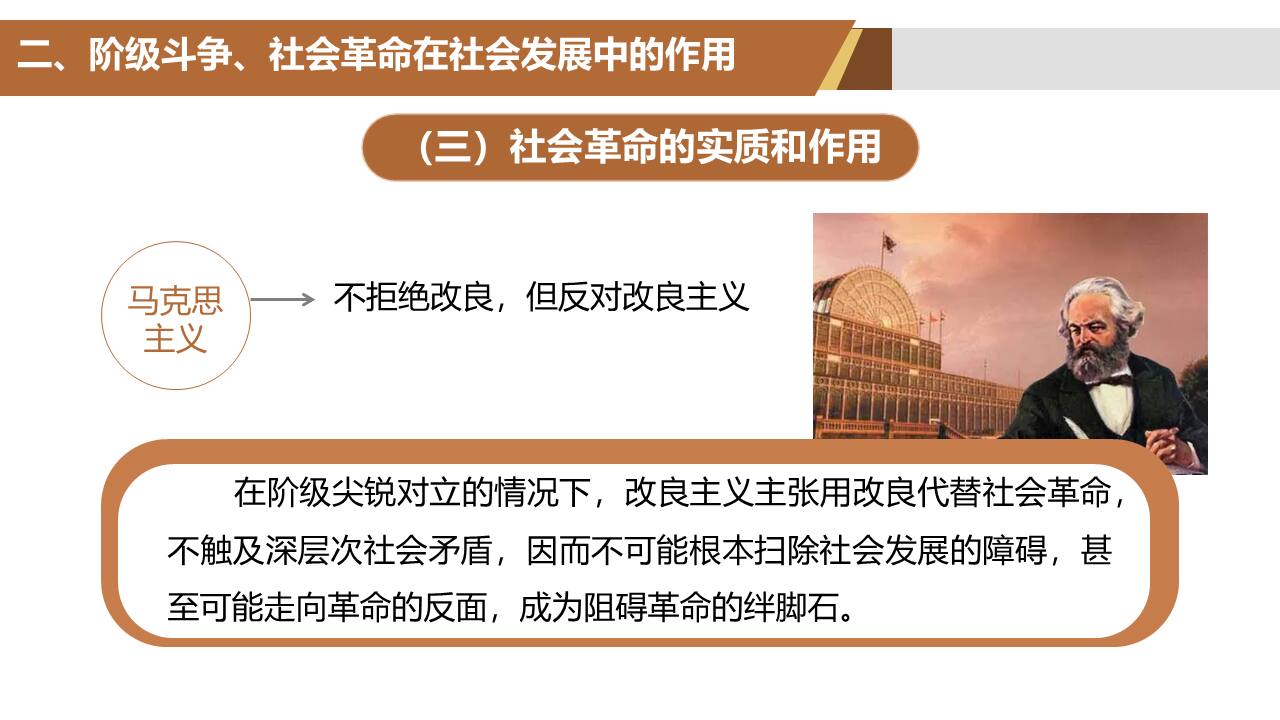 二、阶级斗争、社会革命在社会发展中的作用
（三）社会革命的实质和作用
马克思
主义
不拒绝改良，但反对改良主义
在阶级尖锐对立的情况下，改良主义主张用改良代替社会革命，
不触及深层次社会矛盾，因而不可能根本扫除社会发展的障碍，甚
至可能走向革命的反面，成为阻碍革命的绊脚石。